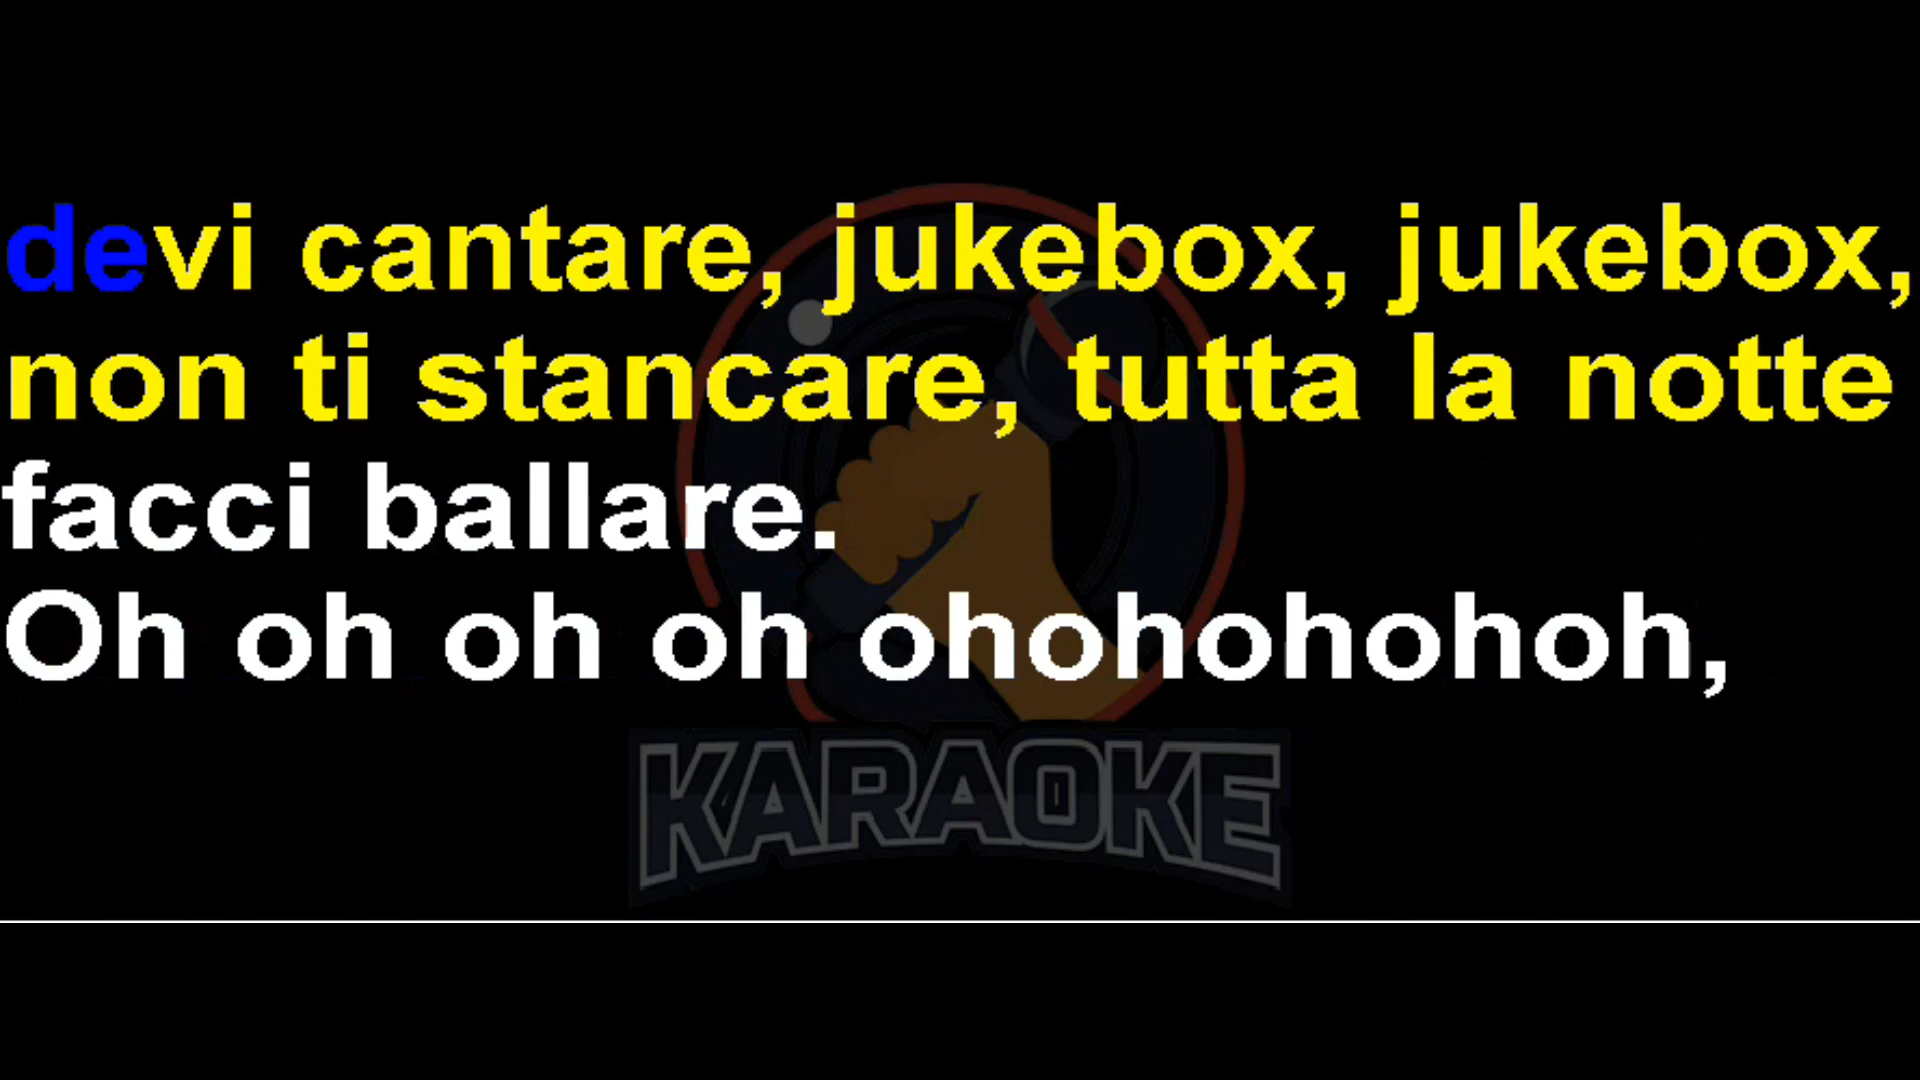 devi cantare, jukebox, jukebox,
non ti stancare, tutta la notte
facci ballare.
Oh oh oh oh ohohohohoh,
KARAOKE